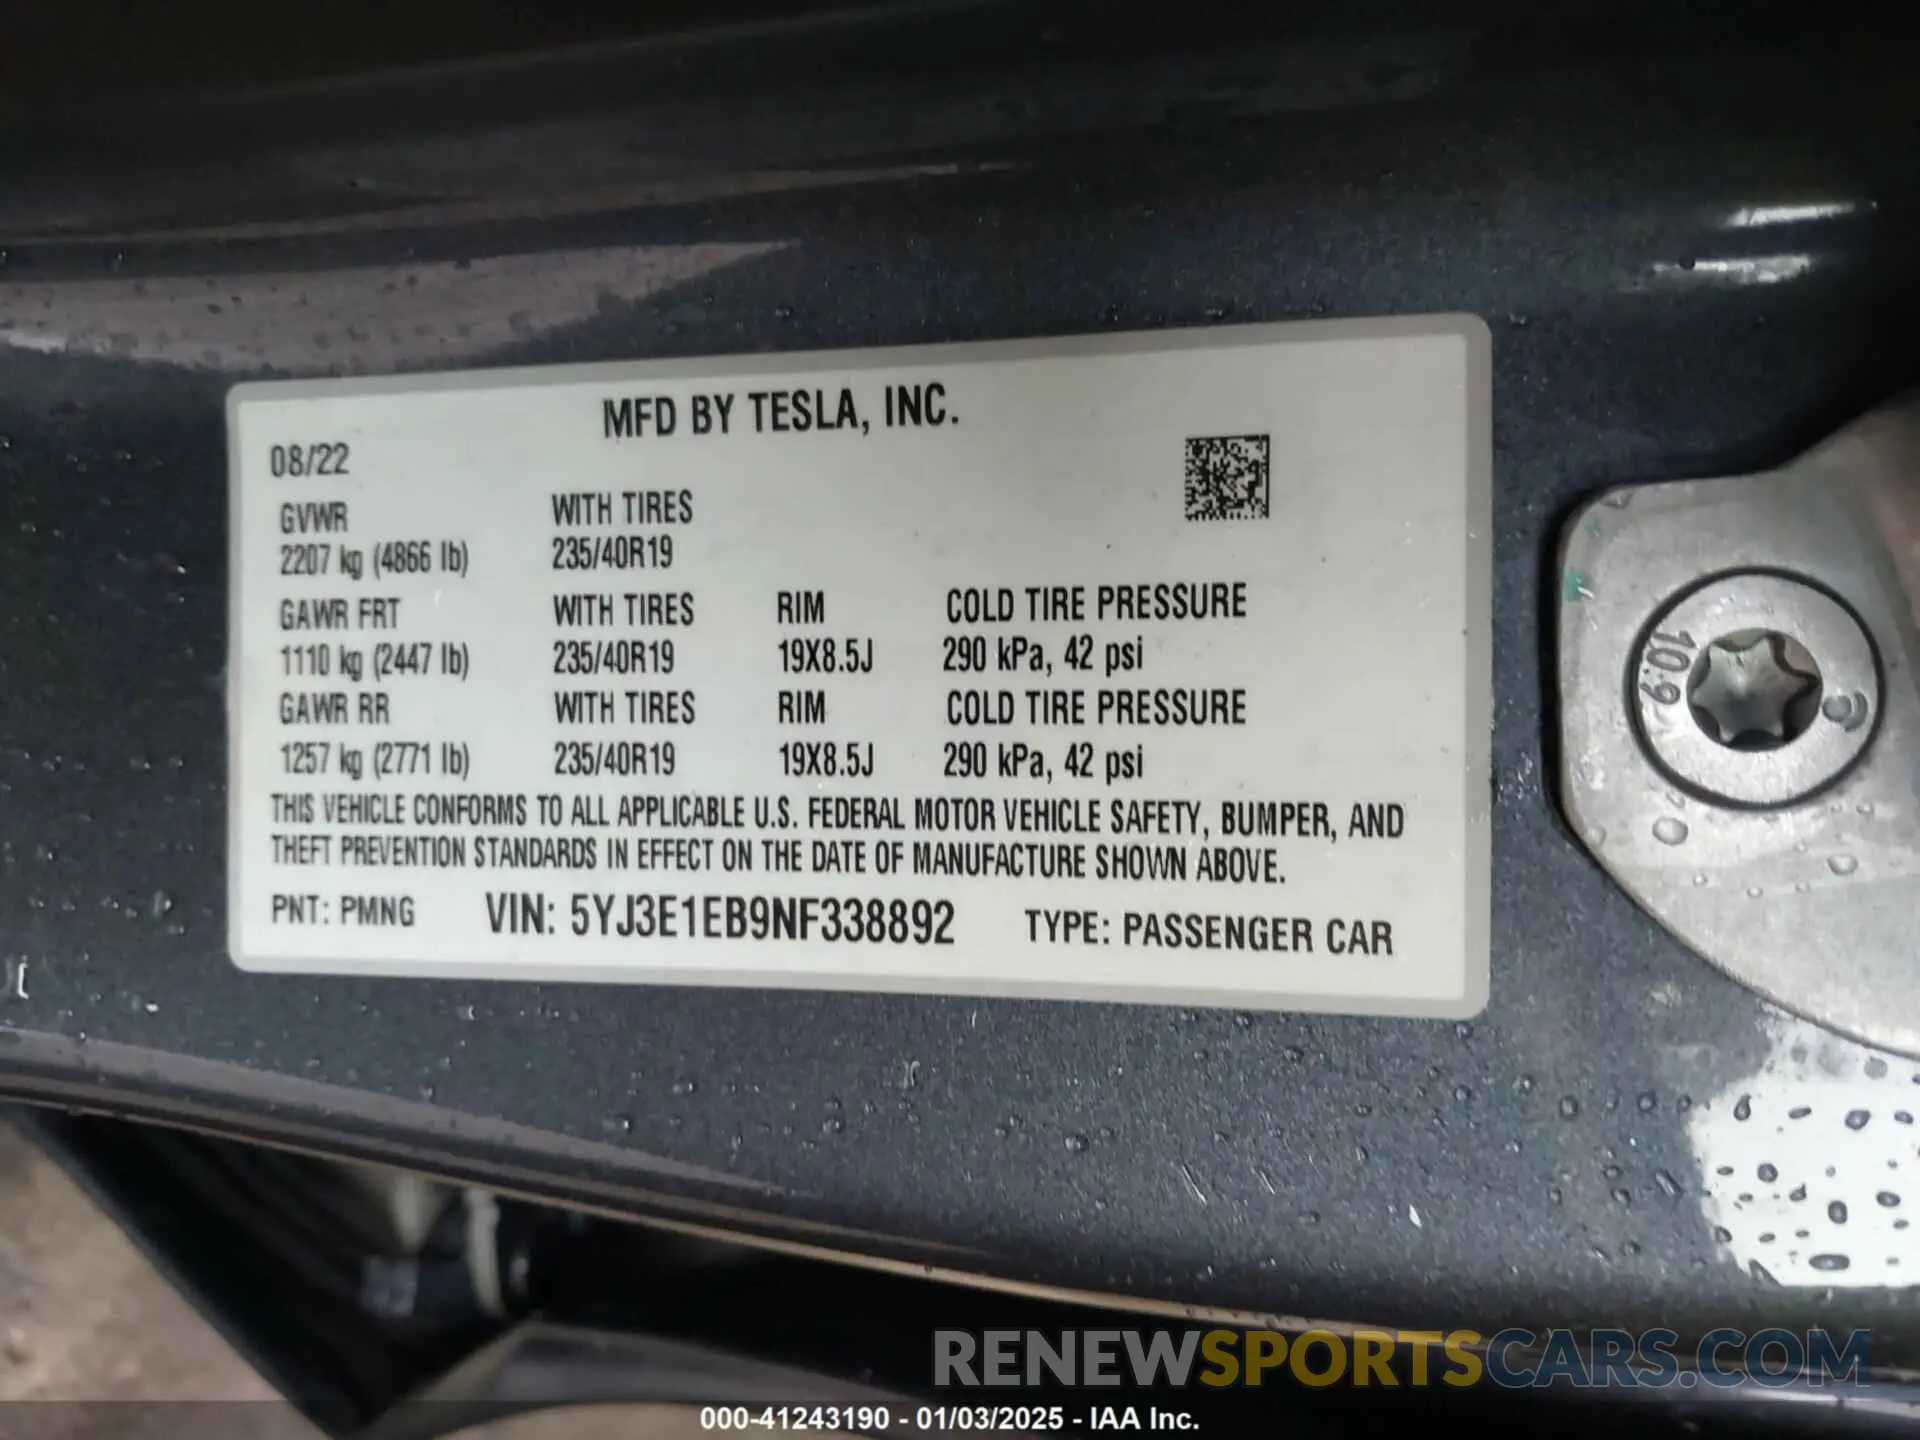 MFD BY TESLA, INC.
08/22
GVWR WITH TIRES
2207 kg (4866 lb) 235/40R19
GAWR FRT WITH TIRES RIM COLD TIRE PRESSURE
1110 kg (2447 lb) 235/40R19 19X8.5J 290 kPa, 42 psi
GAWR RR WITH TIRES RIM COLD TIRE PRESSURE
1257 kg (2771 lb) 235/40R19 19X8.5J 290 kPa, 42 psi
THIS VEHICLE CONFORMS TO ALL APPLICABLE U.S. FEDERAL MOTOR VEHICLE SAFETY, BUMPER, AND
THEFT PREVENTION STANDARDS IN EFFECT ON THE DATE OF MANUFACTURE SHOWN ABOVE.
PNT: PMNG VIN: 5YJ3E1EB9NF338892 TYPE: PASSENGER CAR
10.9
RENEWSPORTSCARS.COM
000-41243190 - 01/03/2025 - IAA Inc.